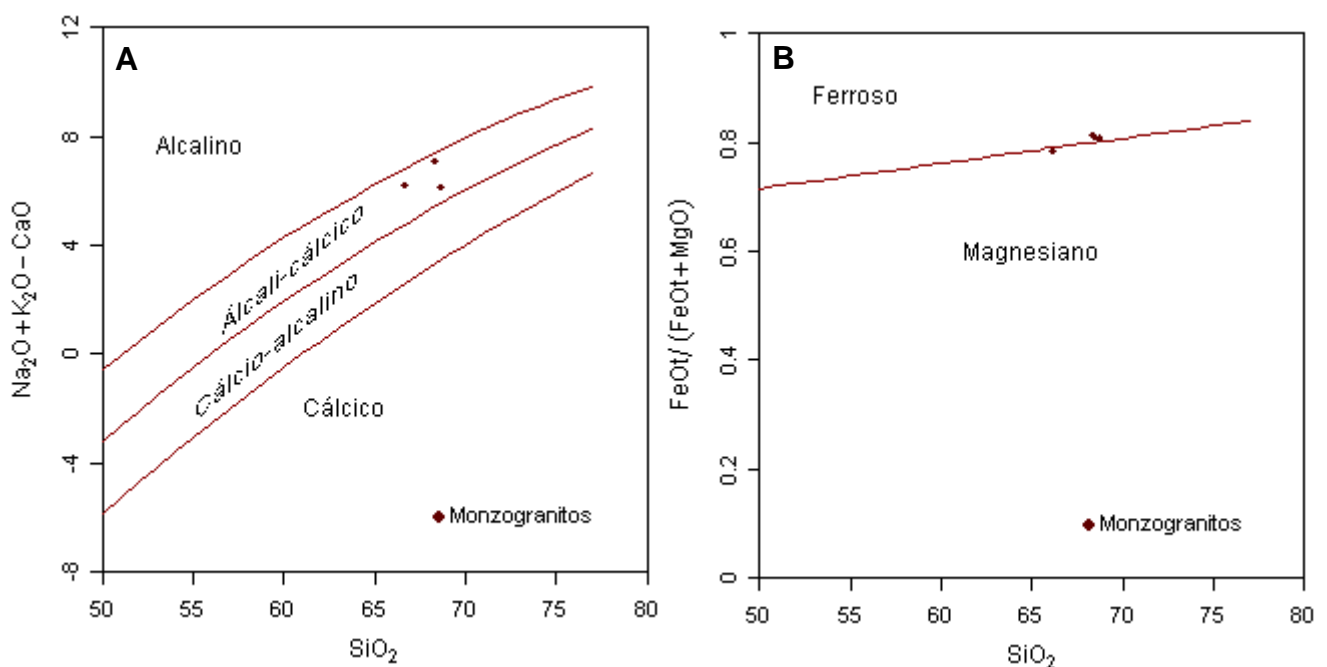 A
12
8
4
0
-4
-8
Na₂O + K₂O – CaO
Alcalino
Álcali-cálcico
Cálcio-alcalino
Cálcico
Monzogranitos
50 55 60 65 70 75 80
SiO₂
B
1
0.8
0.6
0.4
0.2
0
FeOt/ (FeOt + MgO)
Ferroso
Magnesiano
Monzogranitos
50 55 60 65 70 75 80
SiO₂